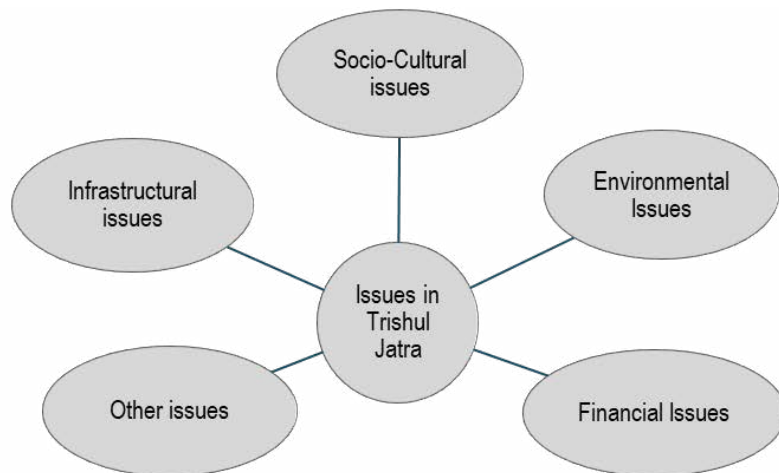 Socio-Cultural
issues
Infrastructural
issues
Environmental
Issues
Issues in
Trishul
Jatra
Other issues
Financial Issues